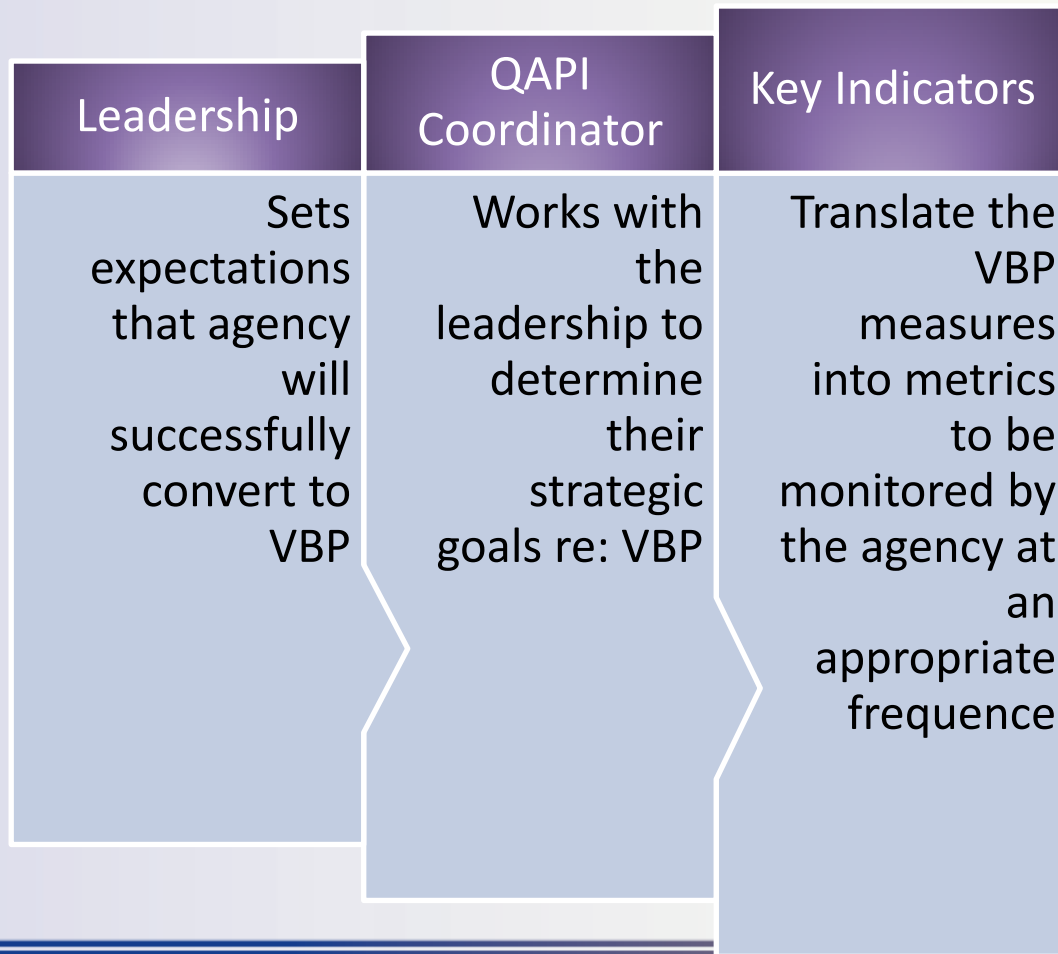 Leadership
Sets
expectations
that agency
will
successfully
convert to
VBP
QAPI
Coordinator
Works with
the
leadership to
determine
their
strategic
goals re: VBP
Key Indicators
Translate the
VBP
measures
into metrics
to be
monitored by
the agency at
an
appropriate
frequence